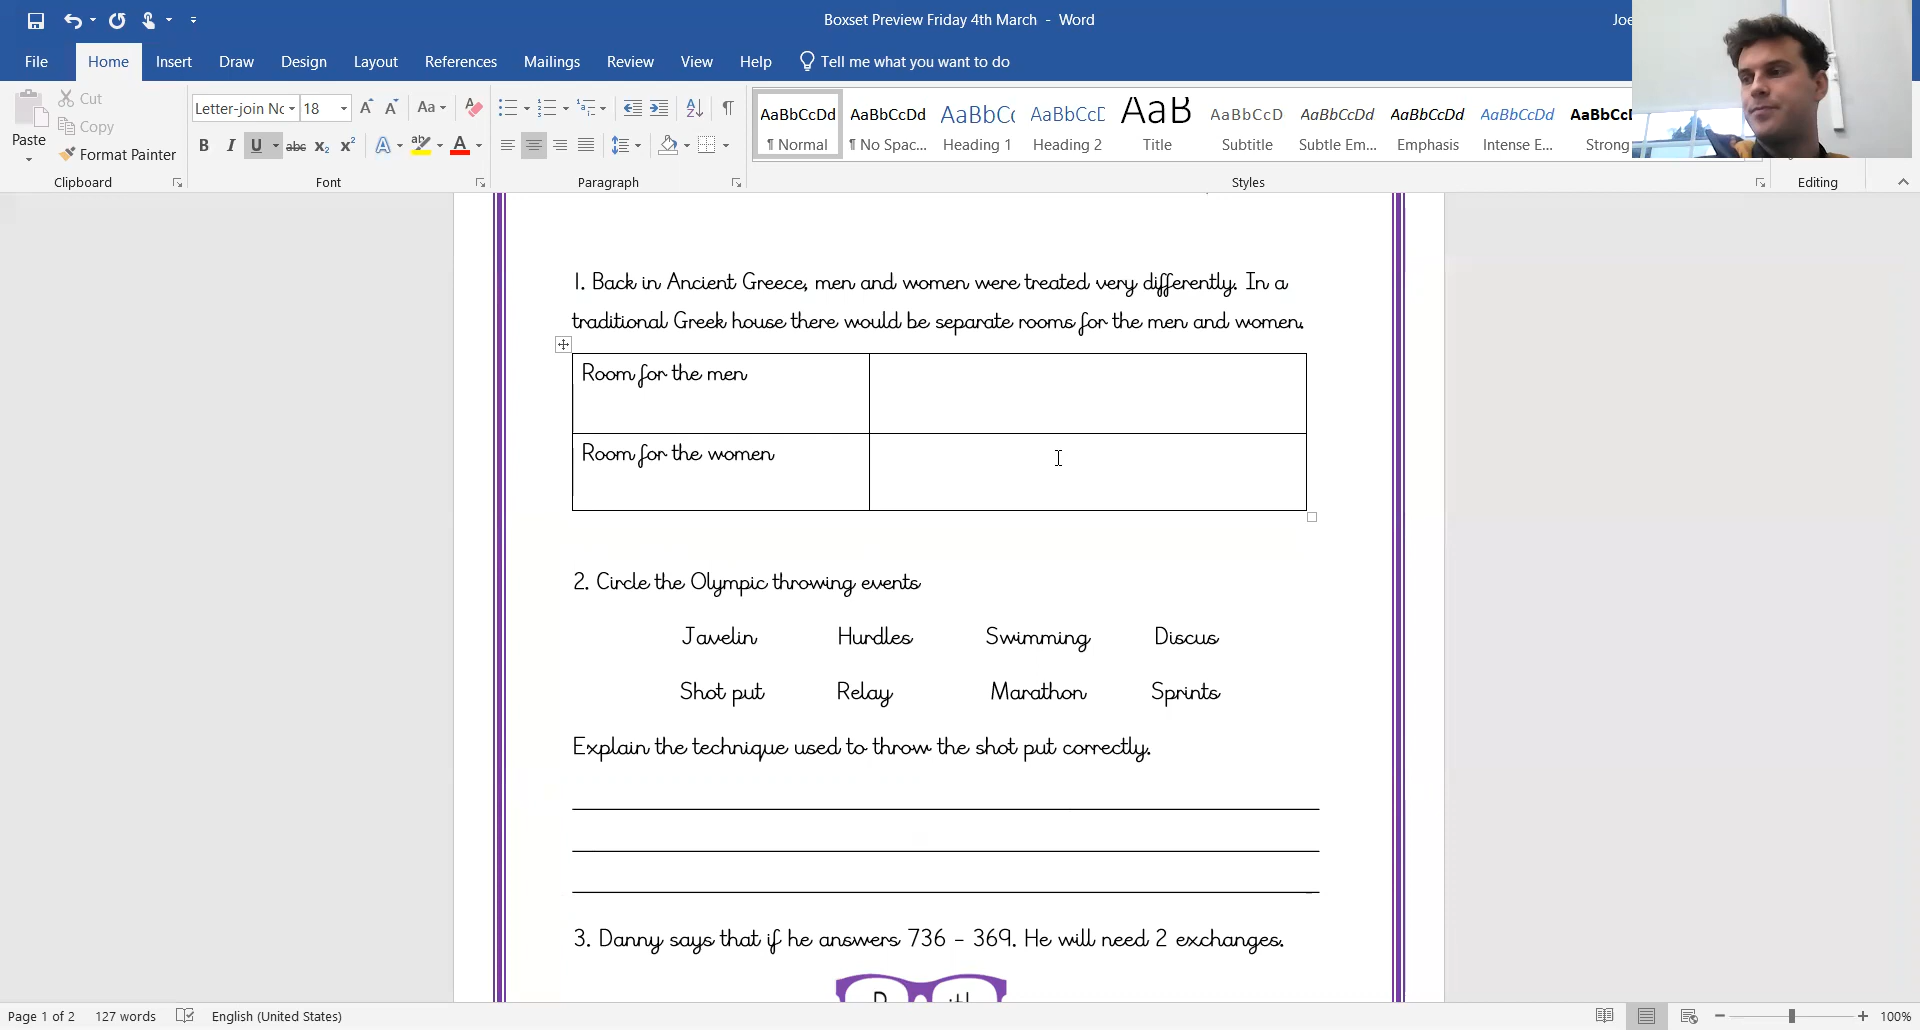 Boxset Preview Friday 4th March - Word
File Home Insert Draw Design Layout References Mailings Review View Help Tell me what you want to do
Paste
Cut
Copy
Format Painter
Clipboard
Letter-join Nc 18
Font
Paragraph
AaBbCcDd AaBbCcDd AaBbCc AaBbCcD AaB AaBbCcD AaBbCcDd AaBbCcDd AaBbCcDd AaBbCcD
¶ Normal ¶ No Spac... Heading 1 Heading 2 Title Subtitle Subtle Em... Emphasis Intense E... Strong
Styles
Editing
1. Back in Ancient Greece, men and women were treated very differently. In a
traditional Greek house there would be separate rooms for the men and women.
Room for the men
Room for the women
2. Circle the Olympic throwing events
Javelin Hurdles Swimming Discus
Shot put Relay Marathon Sprints
Explain the technique used to throw the shot put correctly.
3. Danny says that if he answers 736 - 369. He will need 2 exchanges.
Page 1 of 2 127 words English (United States) 100%